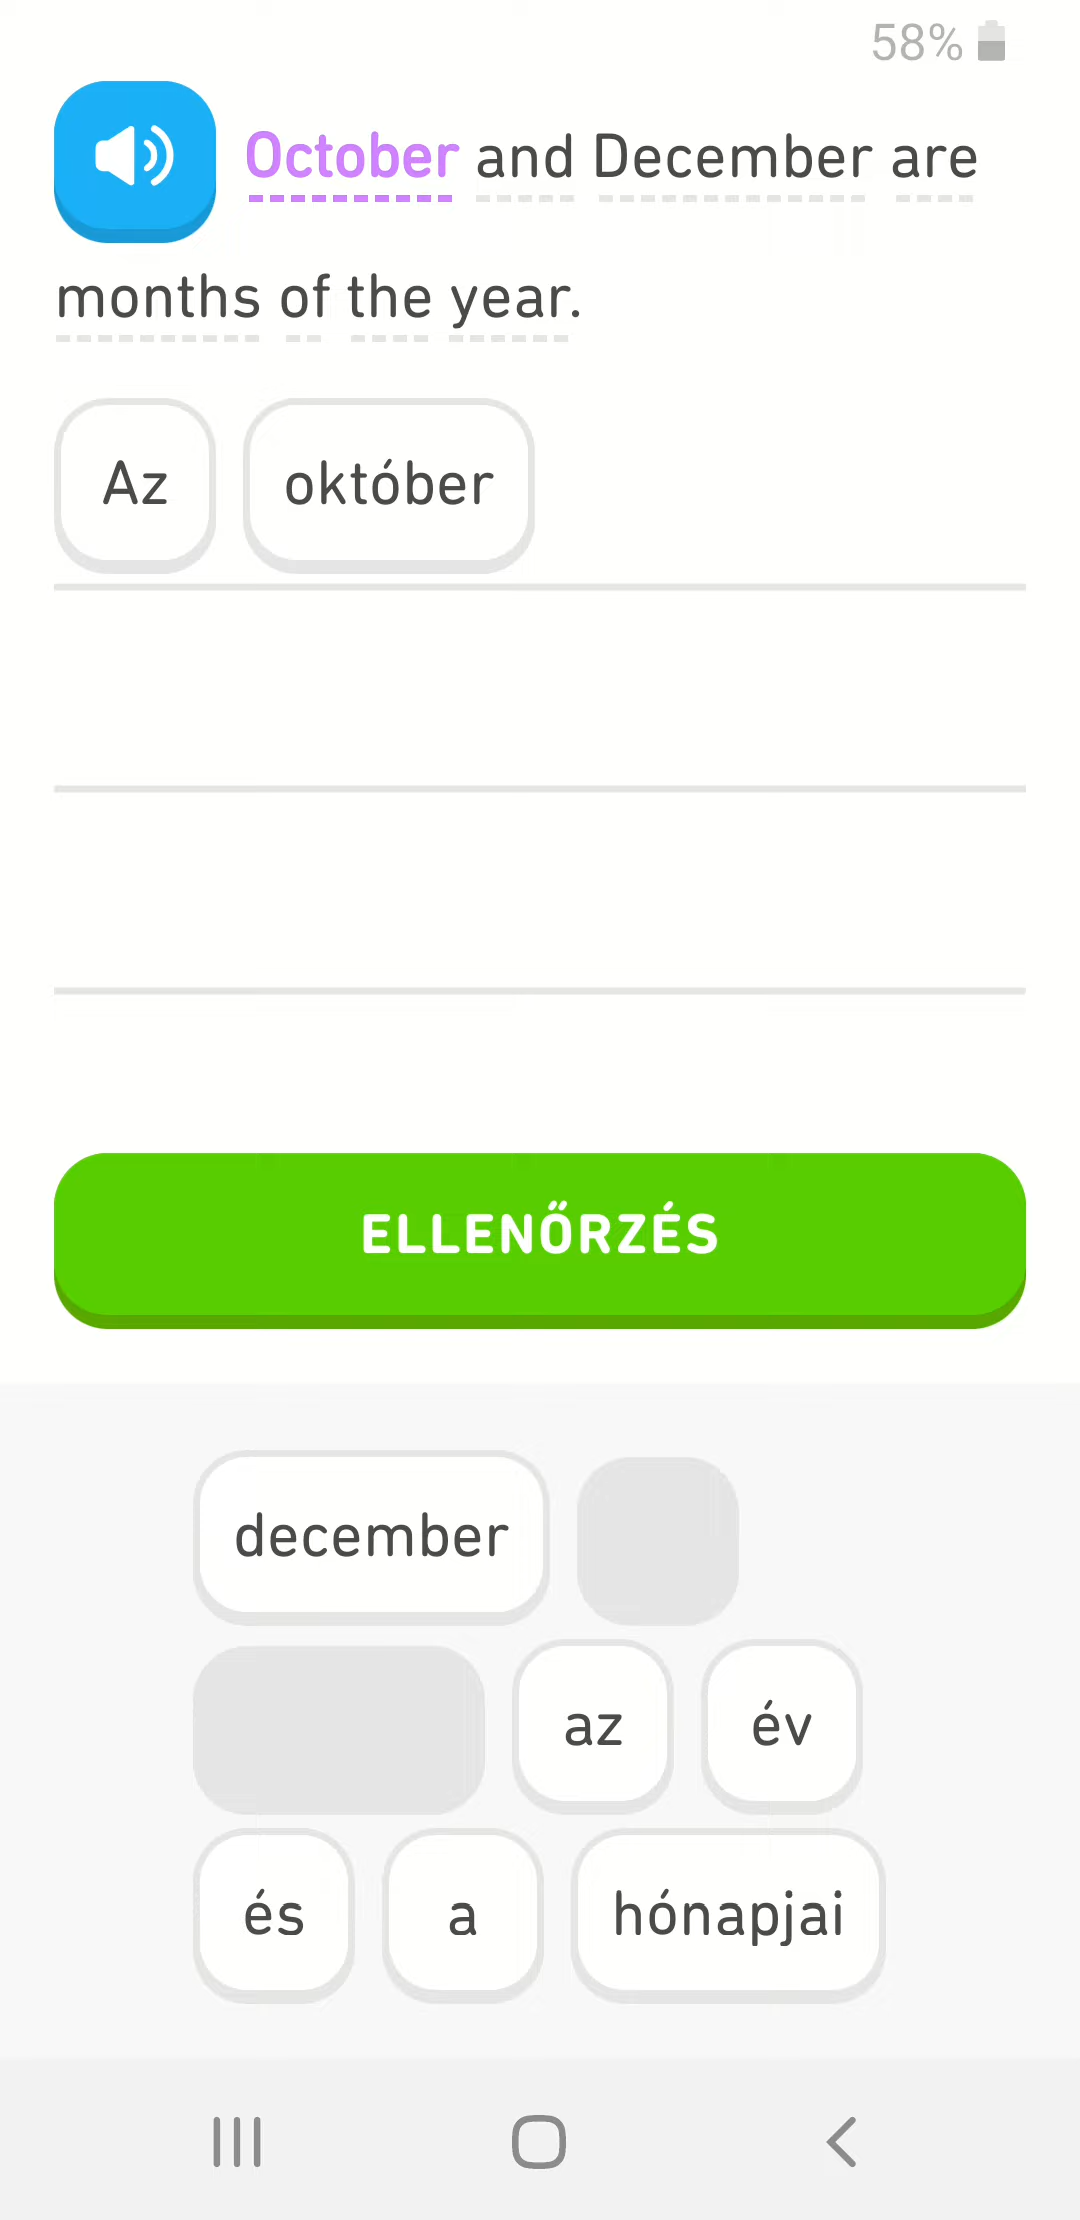 58%
October and December are
months of the year.
Az október
ELLENŐRZÉS
december
az év
és a hónapjai